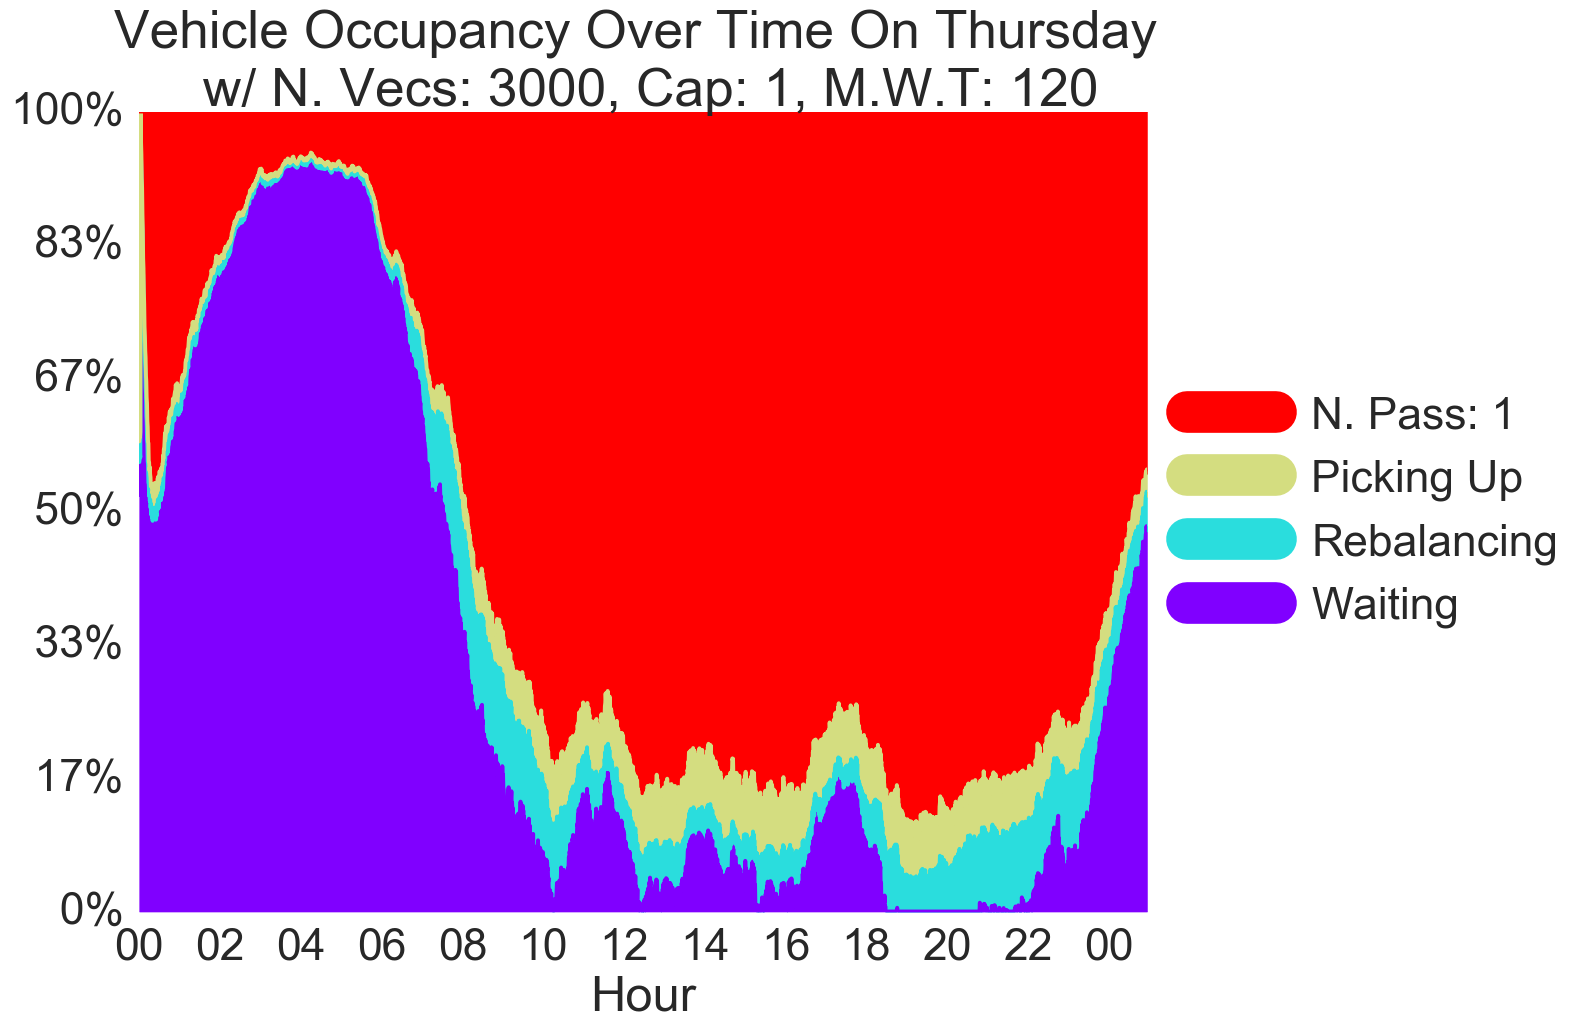 Vehicle Occupancy Over Time On Thursday
w/ N. Vecs: 3000, Cap: 1, M.W.T: 120
100%
83%
67%
50%
33%
17%
0%
00 02 04 06 08 10 12 14 16 18 20 22 00
Hour
N. Pass: 1
Picking Up
Rebalancing
Waiting